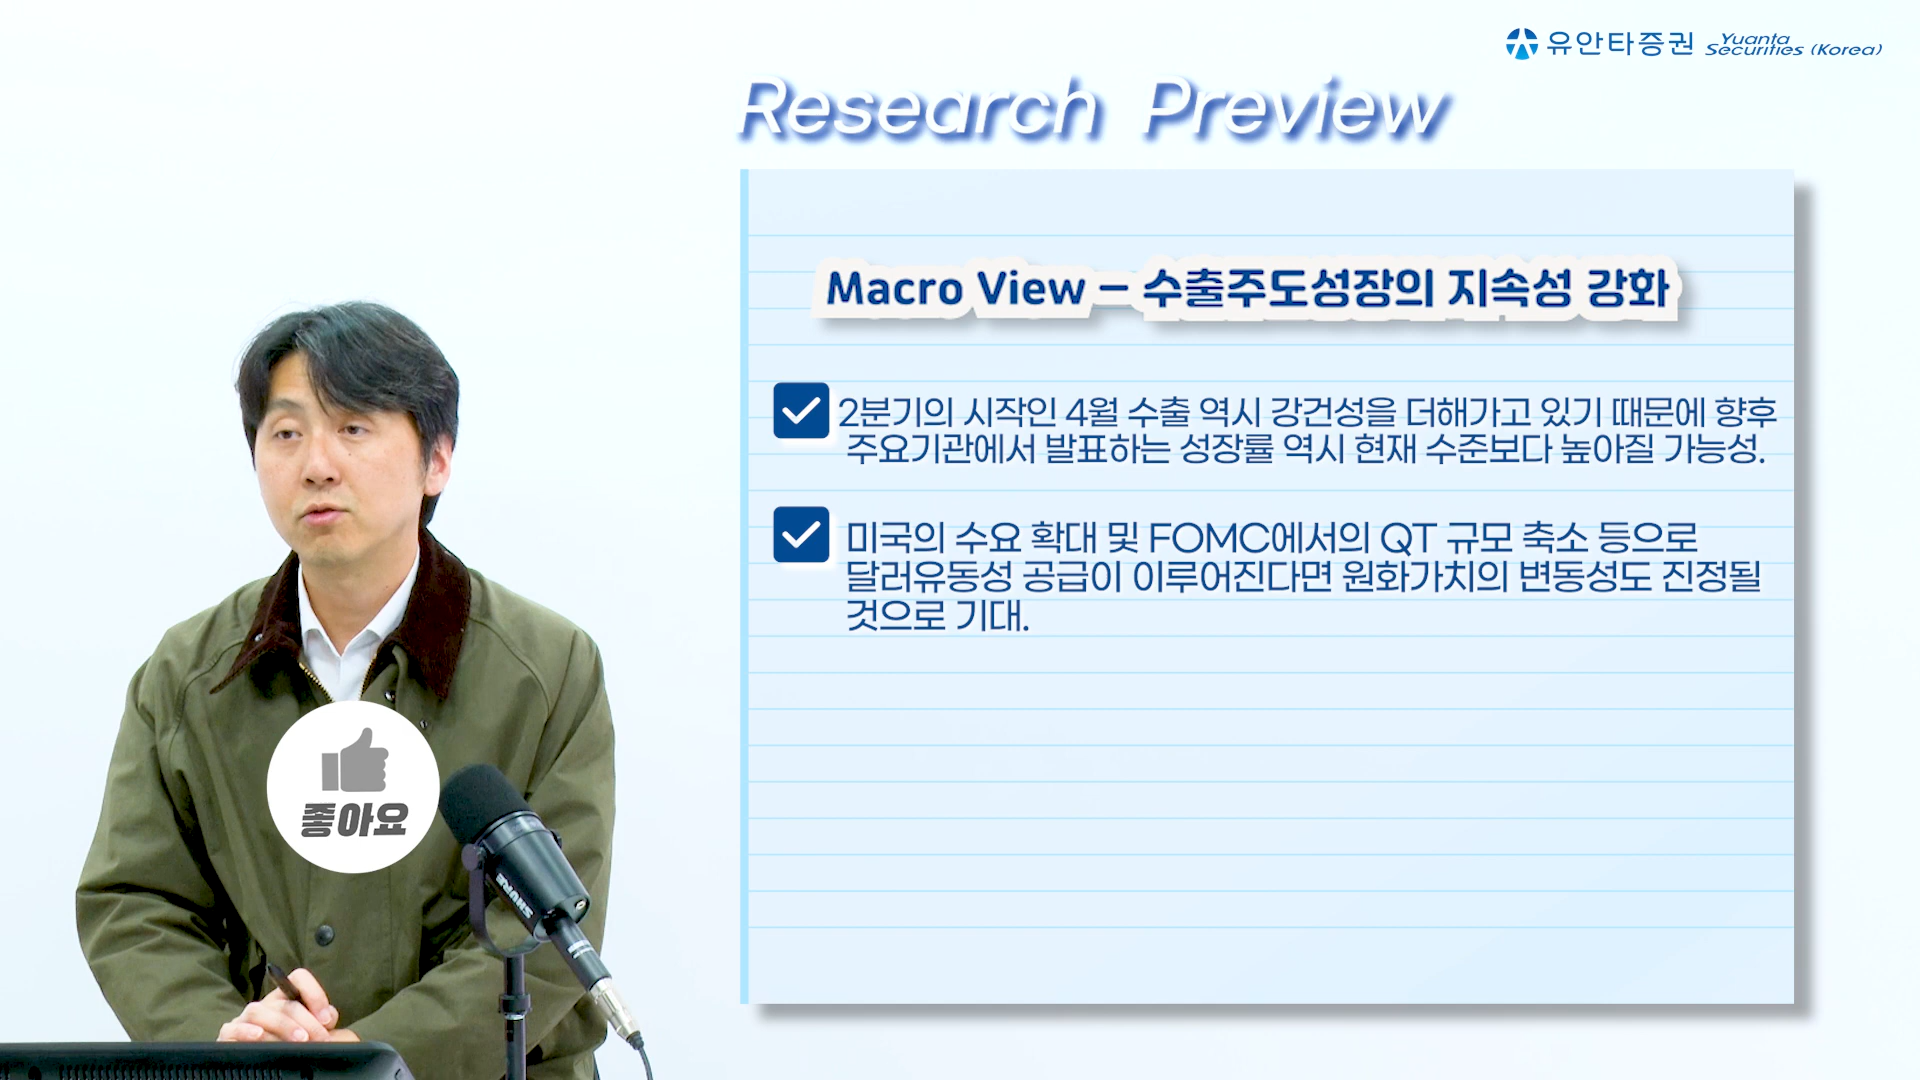 유안타증권 Yuanta Securities (Korea)
Research Preview
Macro View – 수출주도성장의 지속성 강화
2분기의 시작인 4월 수출 역시 강건성을 더해가고 있기 때문에 향후
주요기관에서 발표하는 성장률 역시 현재 수준보다 높아질 가능성.
미국의 수요 확대 및 FOMC에서의 QT 규모 축소 등으로
달러유동성 공급이 이루어진다면 원화가치의 변동성도 진정될
것으로 기대.
좋아요
SHURE